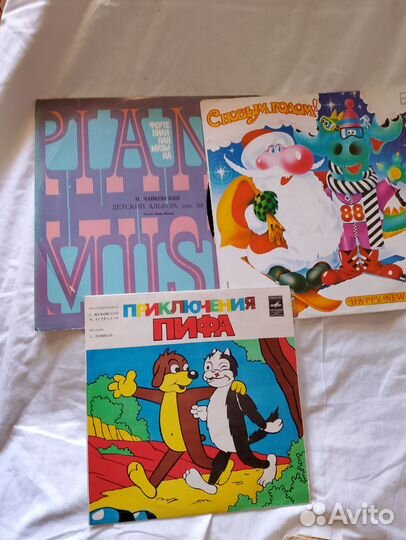 PIAN
MUSI
ФОРТЕ
ПИАН
НАЯ
МУЗЫ
КА
П. ЧАЙКОВСКИЙ
ДЕТСКИЙ АЛЬБОМ, соч. 39
С НОВЫМ ГОДОМ!
88
HAPPY NEW
ПРИКЛЮЧЕНИЯ
ПИФА
Avito